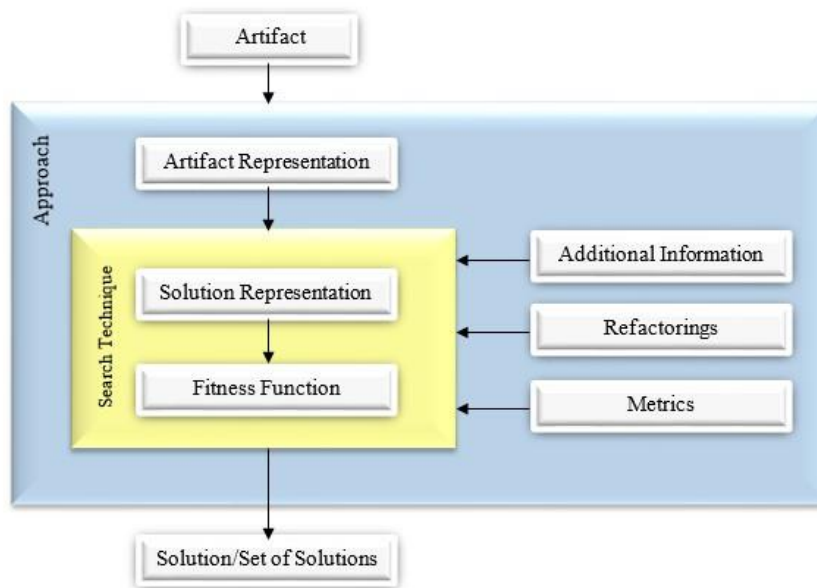 Artifact
Approach
Artifact Representation
Search Technique
Solution Representation
Fitness Function
Additional Information
Refactorings
Metrics
Solution/Set of Solutions